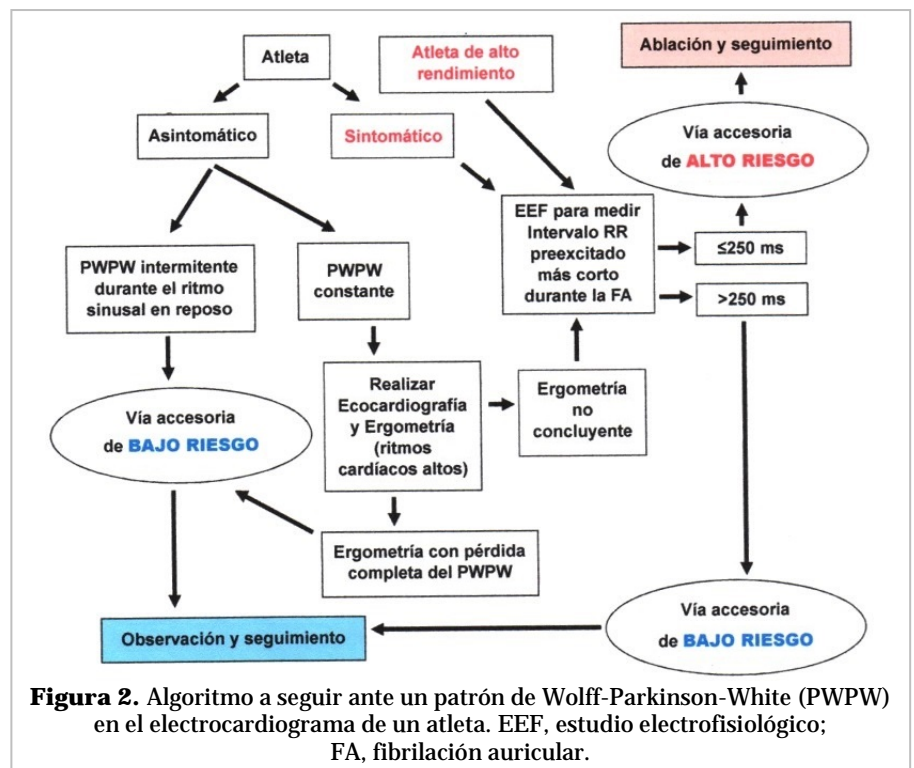 Atleta
Atleta de alto
rendimiento
Ablación y seguimiento
Asintomático
Sintomático
Vía accesoria
de ALTO RIESGO
EEF para medir
Intervalo RR
preexcitado
más corto
durante la FA
≤250 ms
>250 ms
PWPW intermitente
durante el ritmo
sinusal en reposo
PWPW
constante
Realizar
Ecocardiografía
y Ergometría
(ritmos
cardíacos altos)
Ergometría
no
concluyente
Vía accesoria
de BAJO RIESGO
Ergometría con pérdida
completa del PWPW
Vía accesoria
de BAJO RIESGO
Observación y seguimiento
Figura 2. Algoritmo a seguir ante un patrón de Wolff-Parkinson-White (PWPW)
en el electrocardiograma de un atleta. EEF, estudio electrofisiológico;
FA, fibrilación auricular.